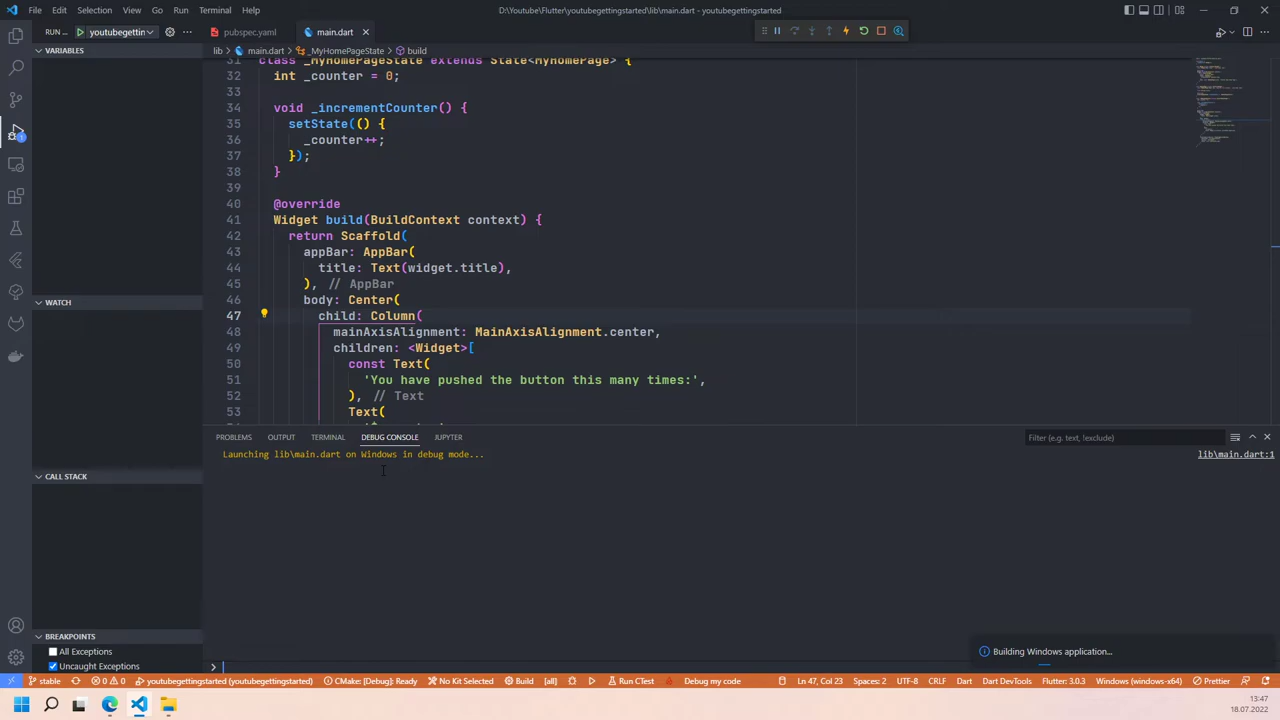 File Edit Selection View Go Run Terminal Help
D:\Youtube\Flutter\youtubegettingstarted\lib\main.dart - youtubegettingstarted
RUN ... youtubegettin ...
pubspec.yaml main.dart
lib > main.dart > _MyHomePageState > build
VARIABLES
WATCH
CALL STACK
BREAKPOINTS
All Exceptions
Uncaught Exceptions
31 class _MyHomePageState extends State<MyHomePage> {
32 int _counter = 0;
33
34 void _incrementCounter() {
35 setState(() {
36 _counter++;
37 });
38 }
39
40 @override
41 Widget build(BuildContext context) {
42 return Scaffold(
43 appBar: AppBar(
44 title: Text(widget.title),
45 ), // AppBar
46 body: Center(
47 child: Column(
48 mainAxisAlignment: MainAxisAlignment.center,
49 children: <Widget>[
50 const Text(
51 'You have pushed the button this many times:',
52 ), // Text
53 Text(
PROBLEMS OUTPUT TERMINAL DEBUG CONSOLE JUPYTER
Filter (e.g. text, !exclude)
Launching lib\main.dart on Windows in debug mode...
lib\main.dart:1
Building Windows application...
stable 0 0 youtubegettingstarted (youtubegettingstarted) CMake: [Debug]: Ready No Kit Selected Build [all] Run CTest Debug my code Ln 47, Col 23 Spaces: 2 UTF-8 CRLF Dart Dart DevTools Flutter: 3.0.3 Windows (windows-x64) Prettier
13:47
18.07.2022